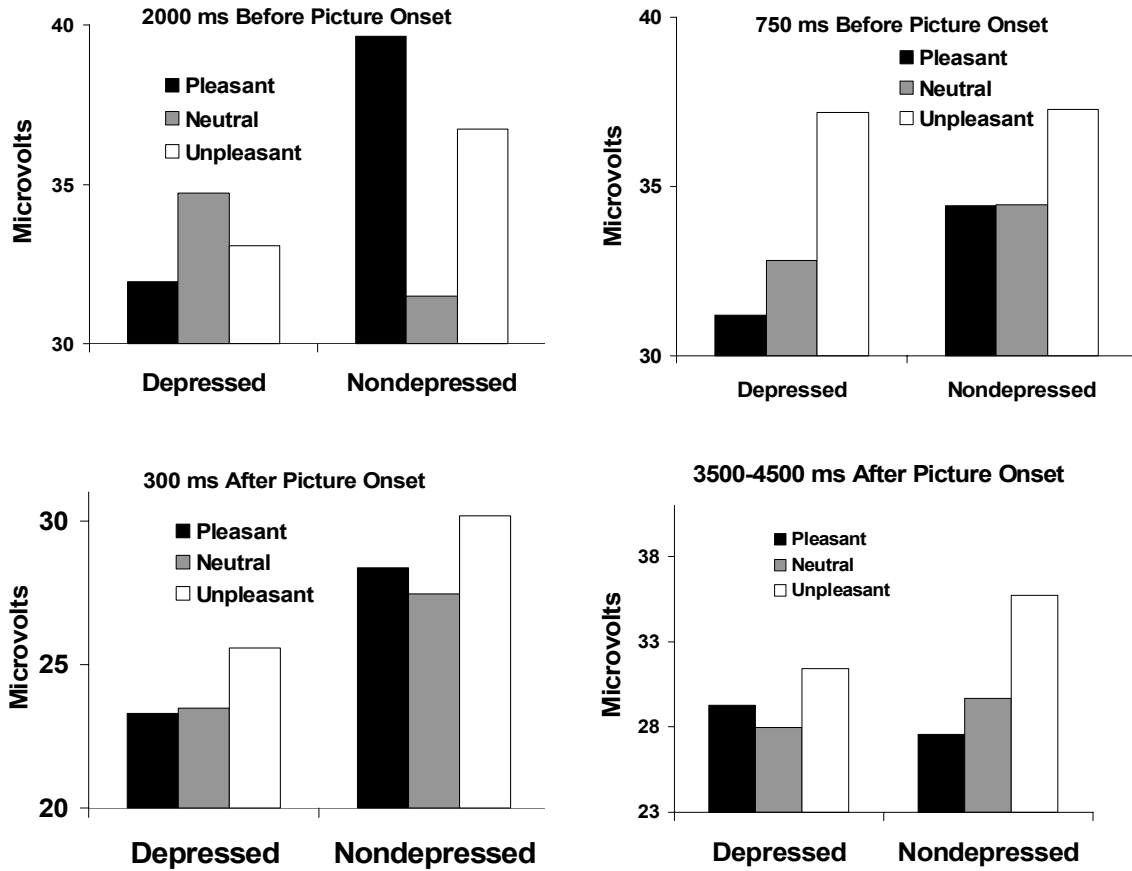 2000 ms Before Picture Onset
40
35
30
Microvolts
Pleasant
Neutral
Unpleasant
Depressed Nondepressed
750 ms Before Picture Onset
40
35
30
Microvolts
Pleasant
Neutral
Unpleasant
Depressed Nondepressed
300 ms After Picture Onset
30
25
20
Microvolts
Pleasant
Neutral
Unpleasant
Depressed Nondepressed
3500-4500 ms After Picture Onset
38
33
28
23
Microvolts
Pleasant
Neutral
Unpleasant
Depressed Nondepressed